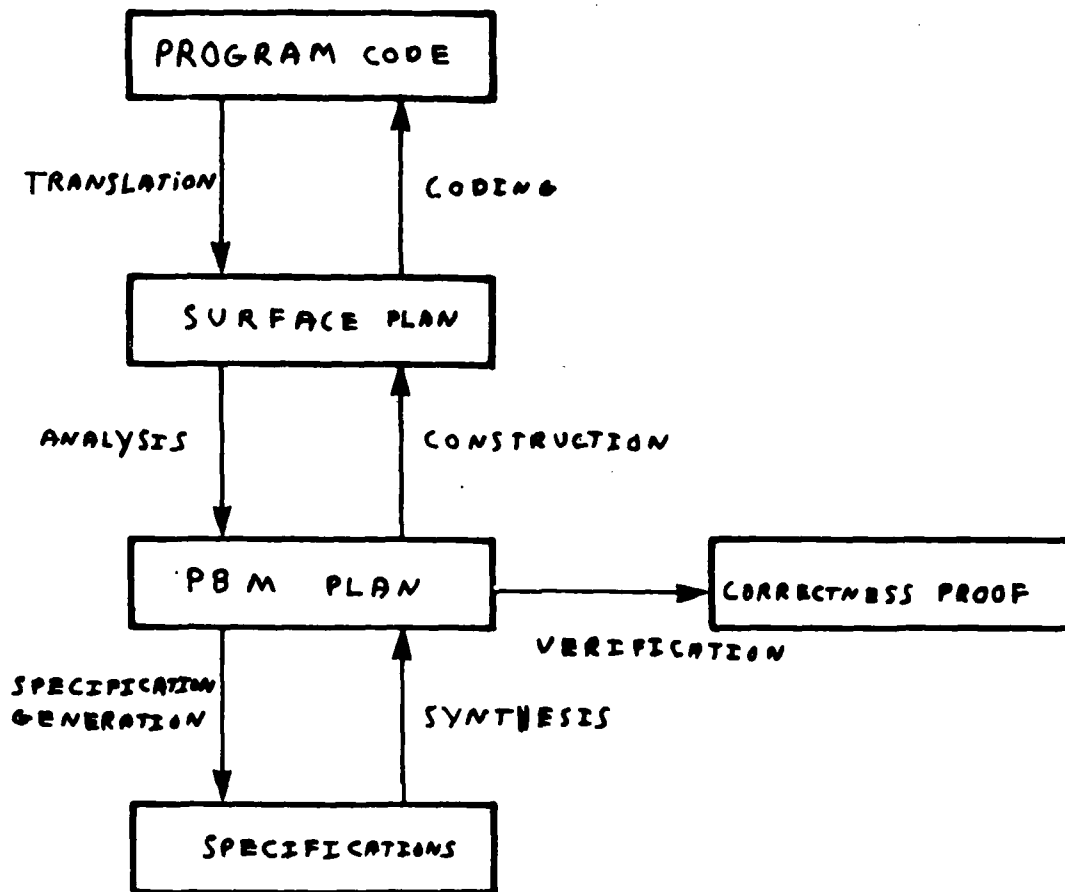 PROGRAM CODE
TRANSLATION
CODING
SURFACE PLAN
ANALYSIS
CONSTRUCTION
PBM PLAN
CORRECTNESS PROOF
VERIFICATION
SPECIFICATION
GENERATION
SYNTHESIS
SPECIFICATIONS